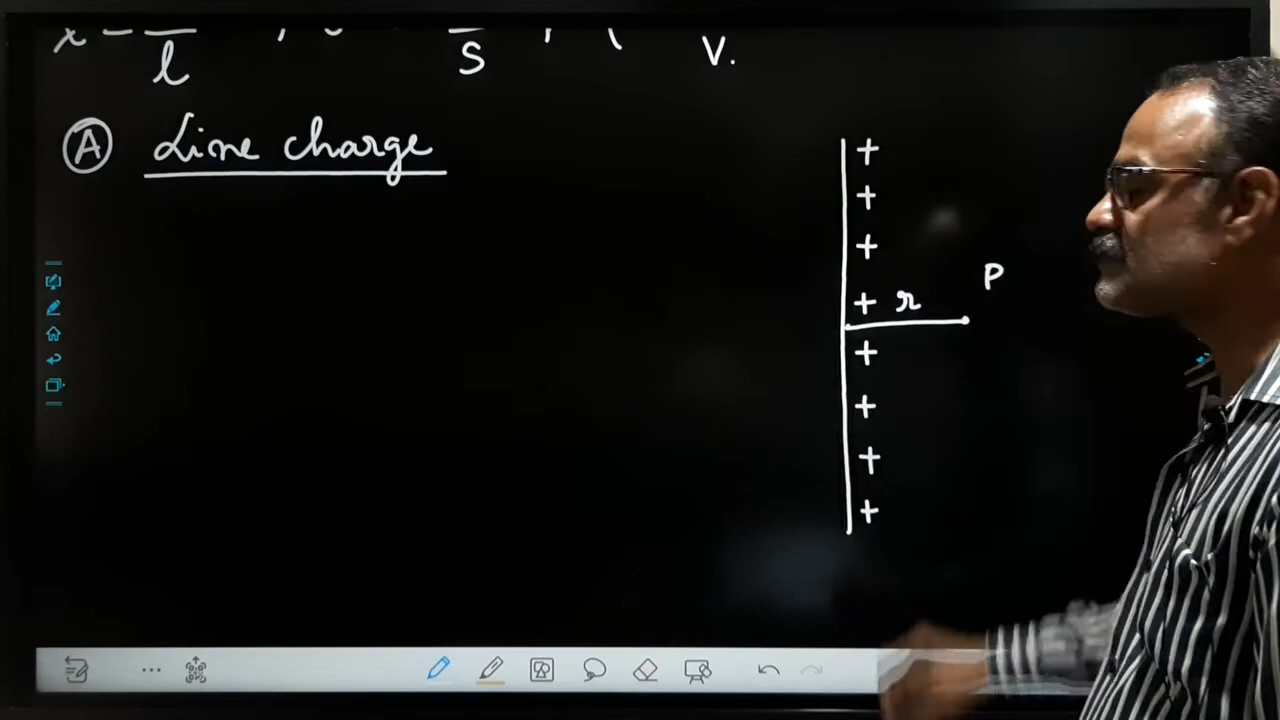 l
S
V.
A Line charge
+
+
+
P
+ r
+
+
+
+